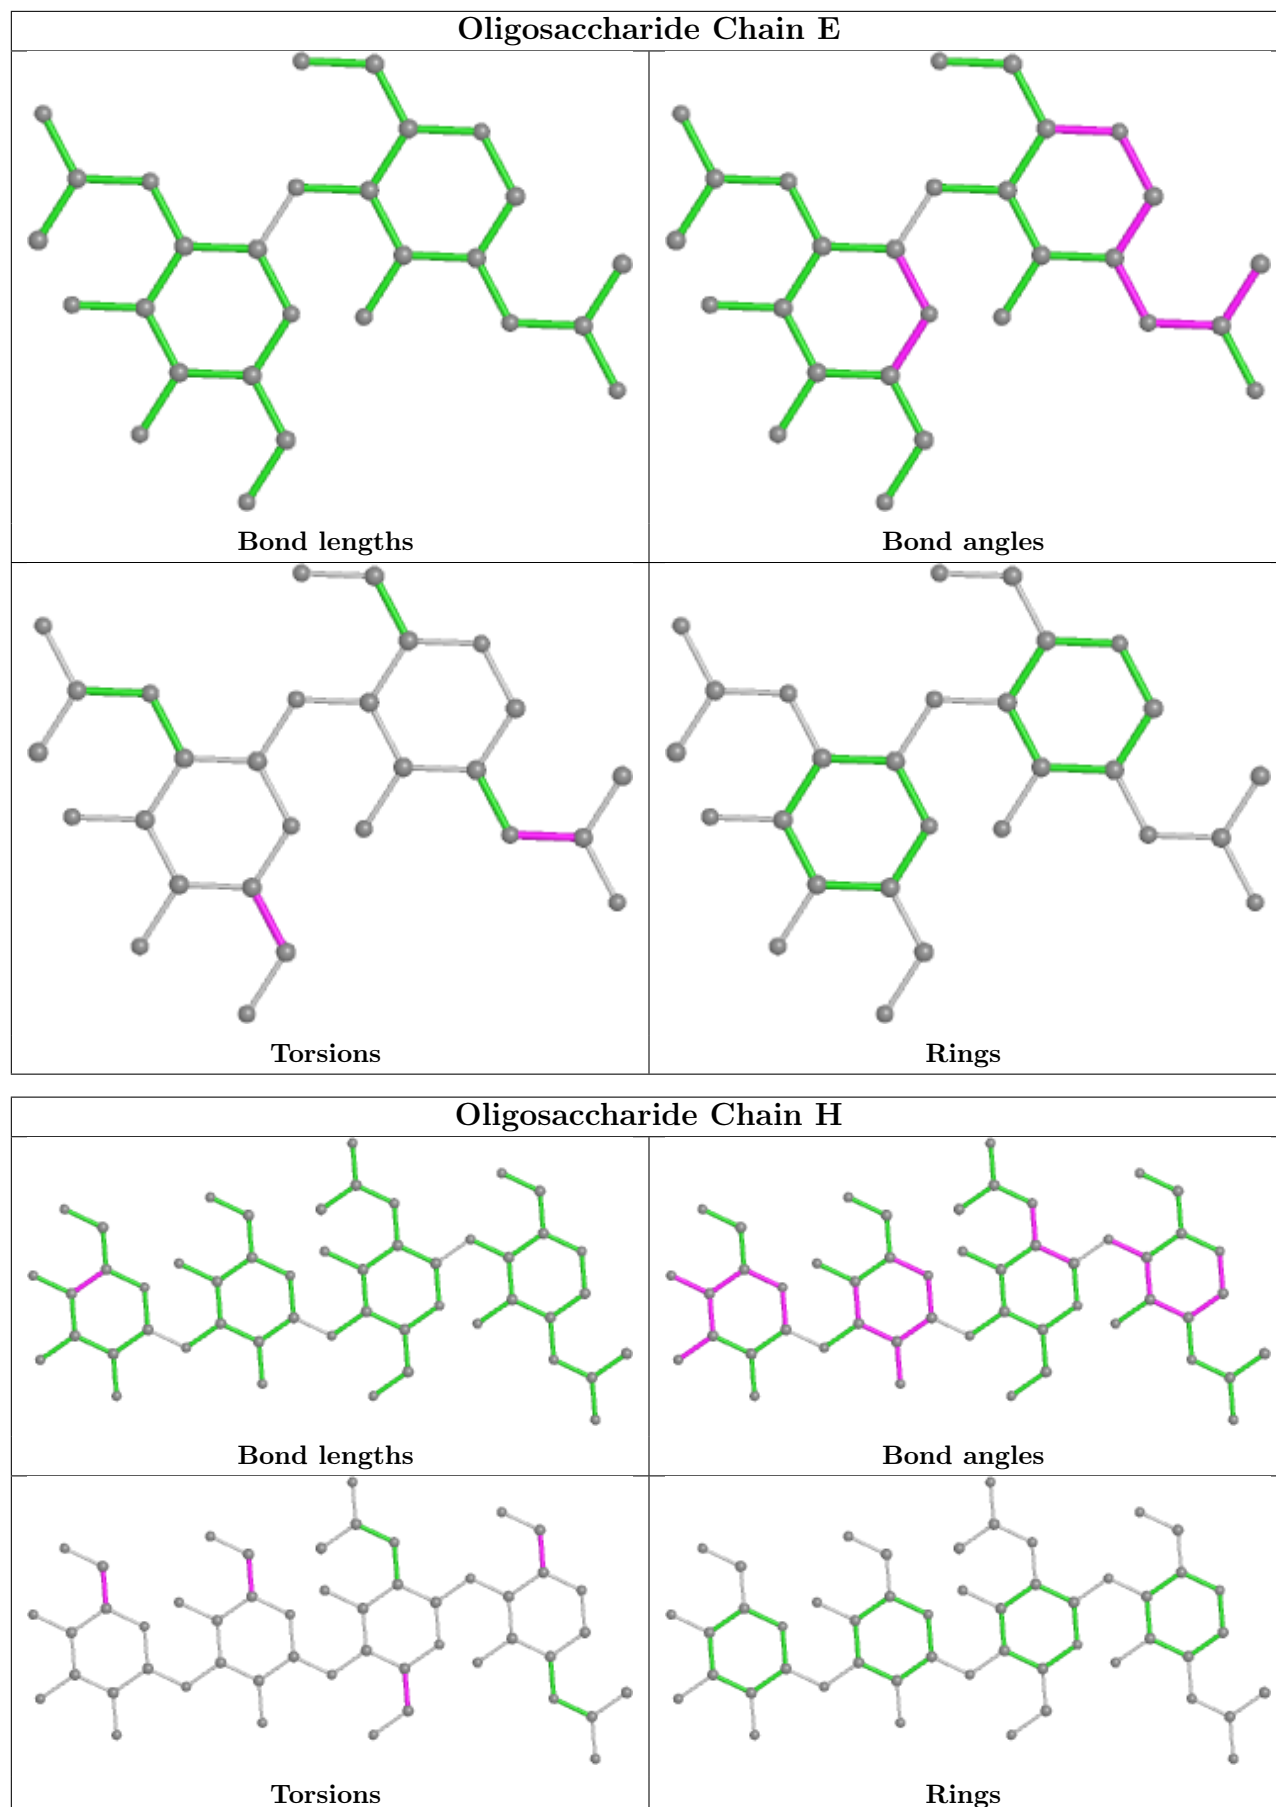 Oligosaccharide Chain E
Bond lengths
Bond angles
Torsions
Rings
Oligosaccharide Chain H
Bond lengths
Bond angles
Torsions
Rings